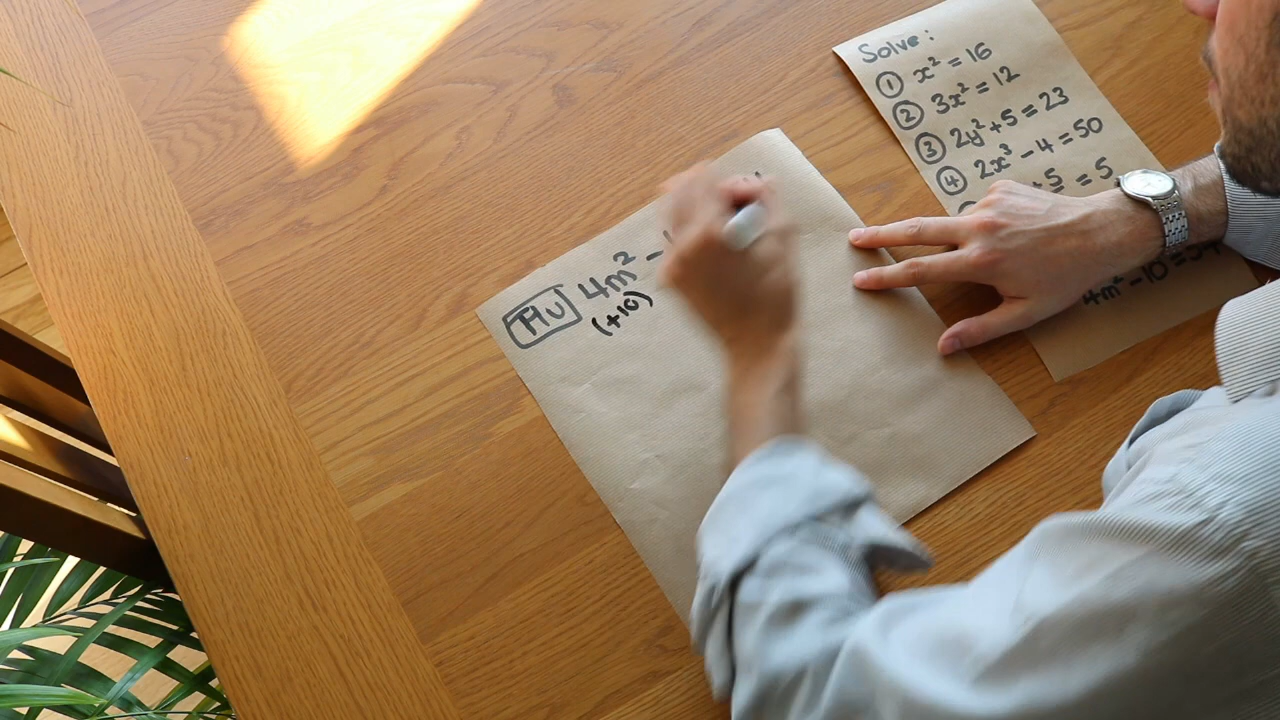 Solve:
① x² = 16
② 3x² = 12
③ 2y² + 5 = 23
④ 2x³ - 4 = 50
+5 = 5
4m² - 10 =
4m² -
(+10)